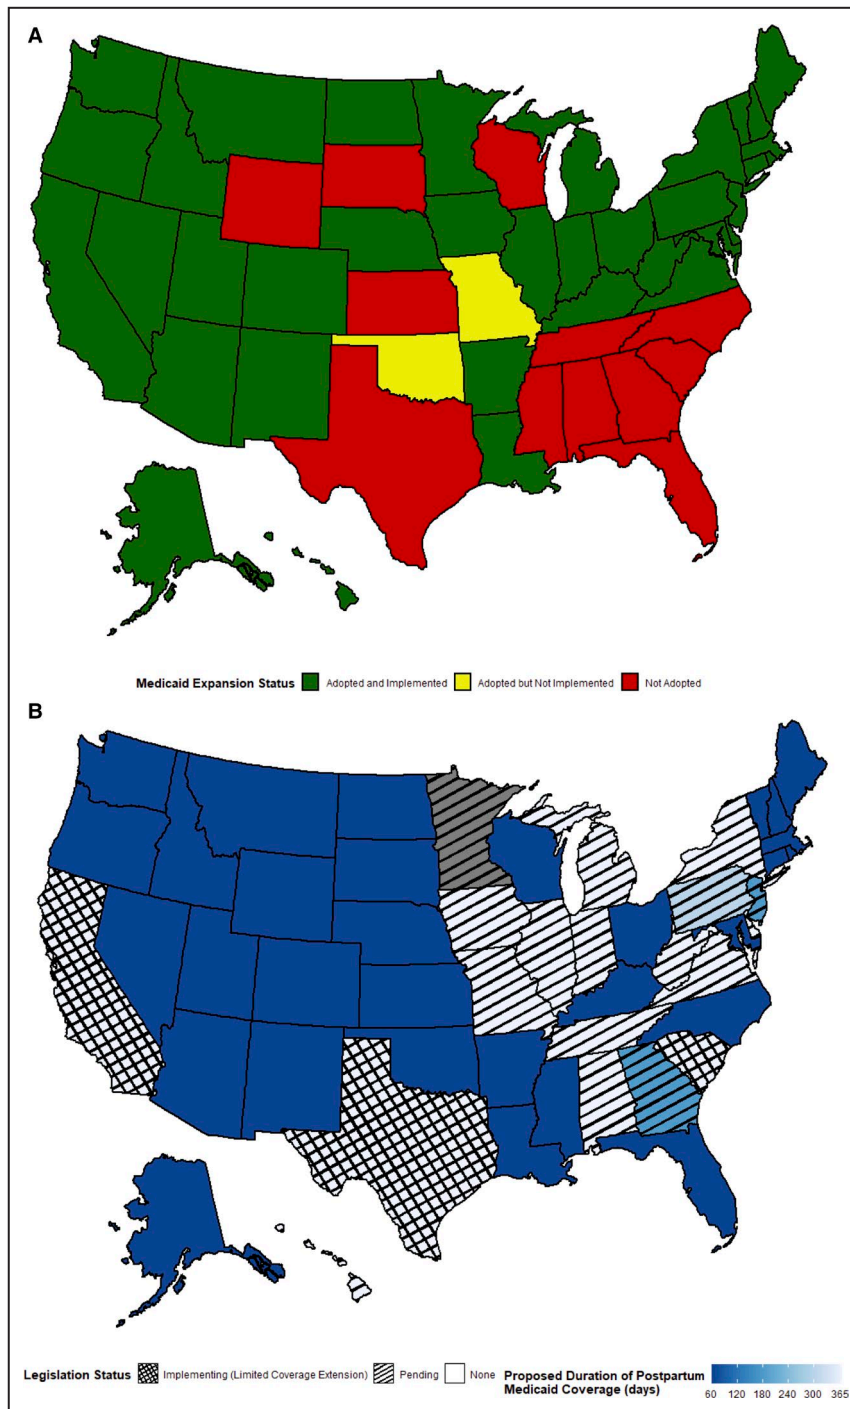 A
Medicaid Expansion Status Adopted and Implemented Adopted but Not Implemented Not Adopted
B
Legislation Status Implementing (Limited Coverage Extension) Pending None Proposed Duration of Postpartum
Medicaid Coverage (days)
60 120 180 240 300 365